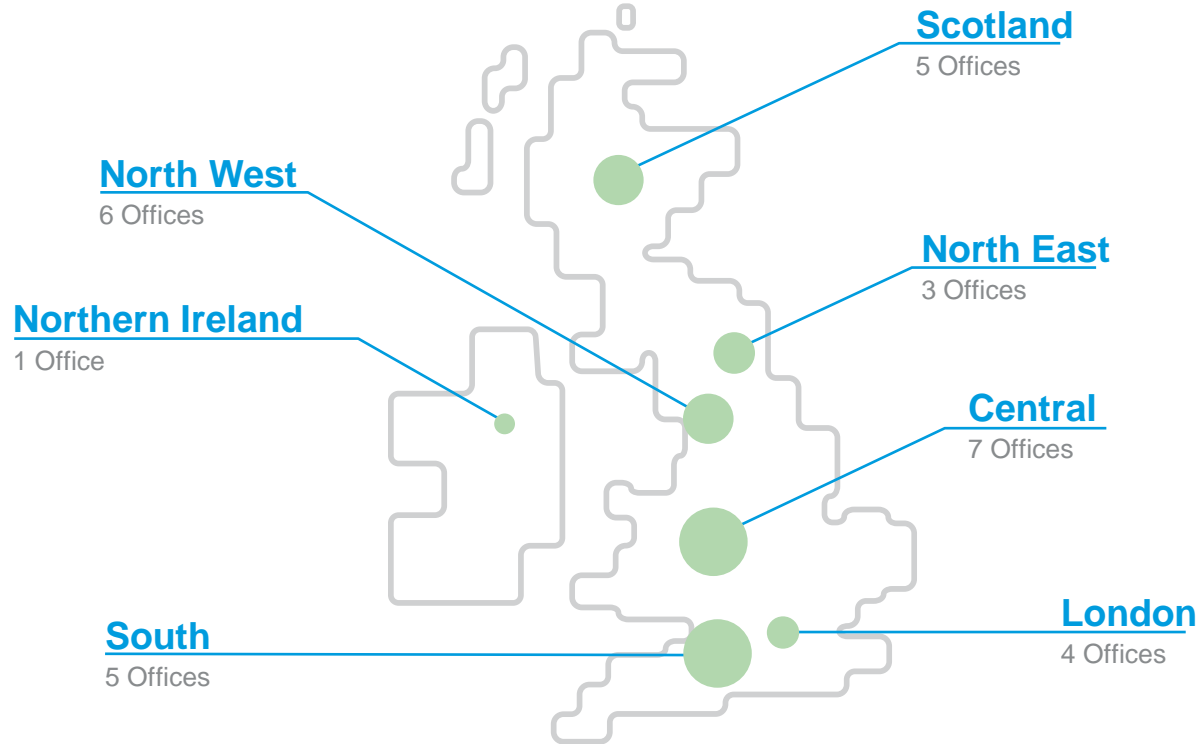 Scotland
5 Offices
North West
6 Offices
North East
3 Offices
Northern Ireland
1 Office
Central
7 Offices
London
4 Offices
South
5 Offices